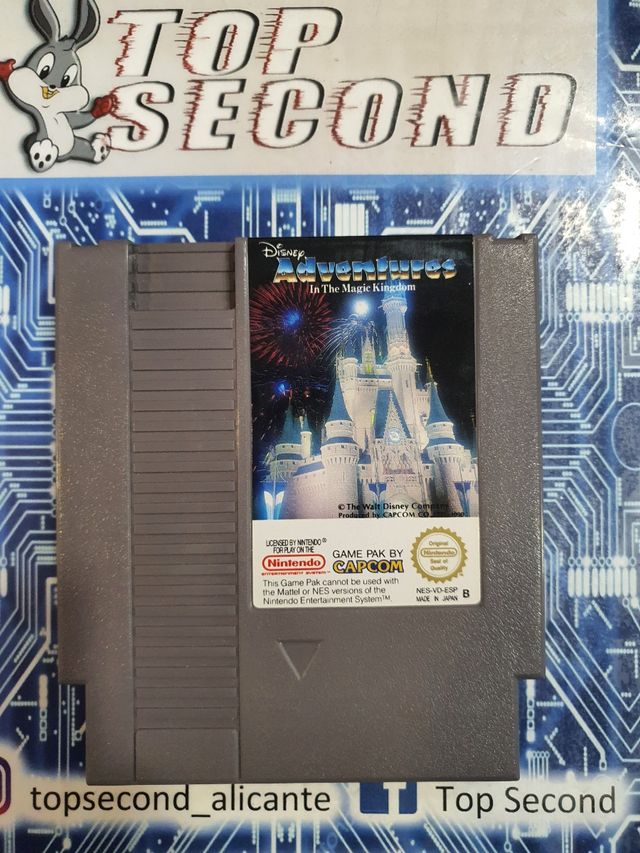 TOP
SECOND
Disney
Adventures
In The Magic Kingdom
© The Walt Disney Company
Produced by CAPCOM CO.
LICENSED BY NINTENDO®
FOR PLAY ON THE
Nintendo
ENTERTAINMENT SYSTEM™
GAME PAK BY
CAPCOM
Original
Nintendo
Seal of
Quality
This Game Pak cannot be used with
the Mattel or NES versions of the
Nintendo Entertainment System™.
NES-VD-ESP
MADE IN JAPAN B
topsecond_alicante
f Top Second